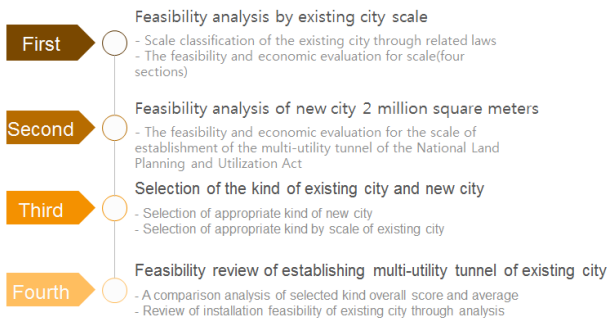 First
Feasibility analysis by existing city scale
- Scale classification of the existing city through related laws
- The feasibility and economic evaluation for scale(four
sections)
Second
Feasibility analysis of new city 2 million square meters
- The feasibility and economic evaluation for the scale of
establishment of the multi-utility tunnel of the National Land
Planning and Utilization Act
Third
Selection of the kind of existing city and new city
- Selection of appropriate kind of new city
- Selection of appropriate kind by scale of existing city
Fourth
Feasibility review of establishing multi-utility tunnel of existing city
- A comparison analysis of selected kind overall score and average
- Review of installation feasibility of existing city through analysis